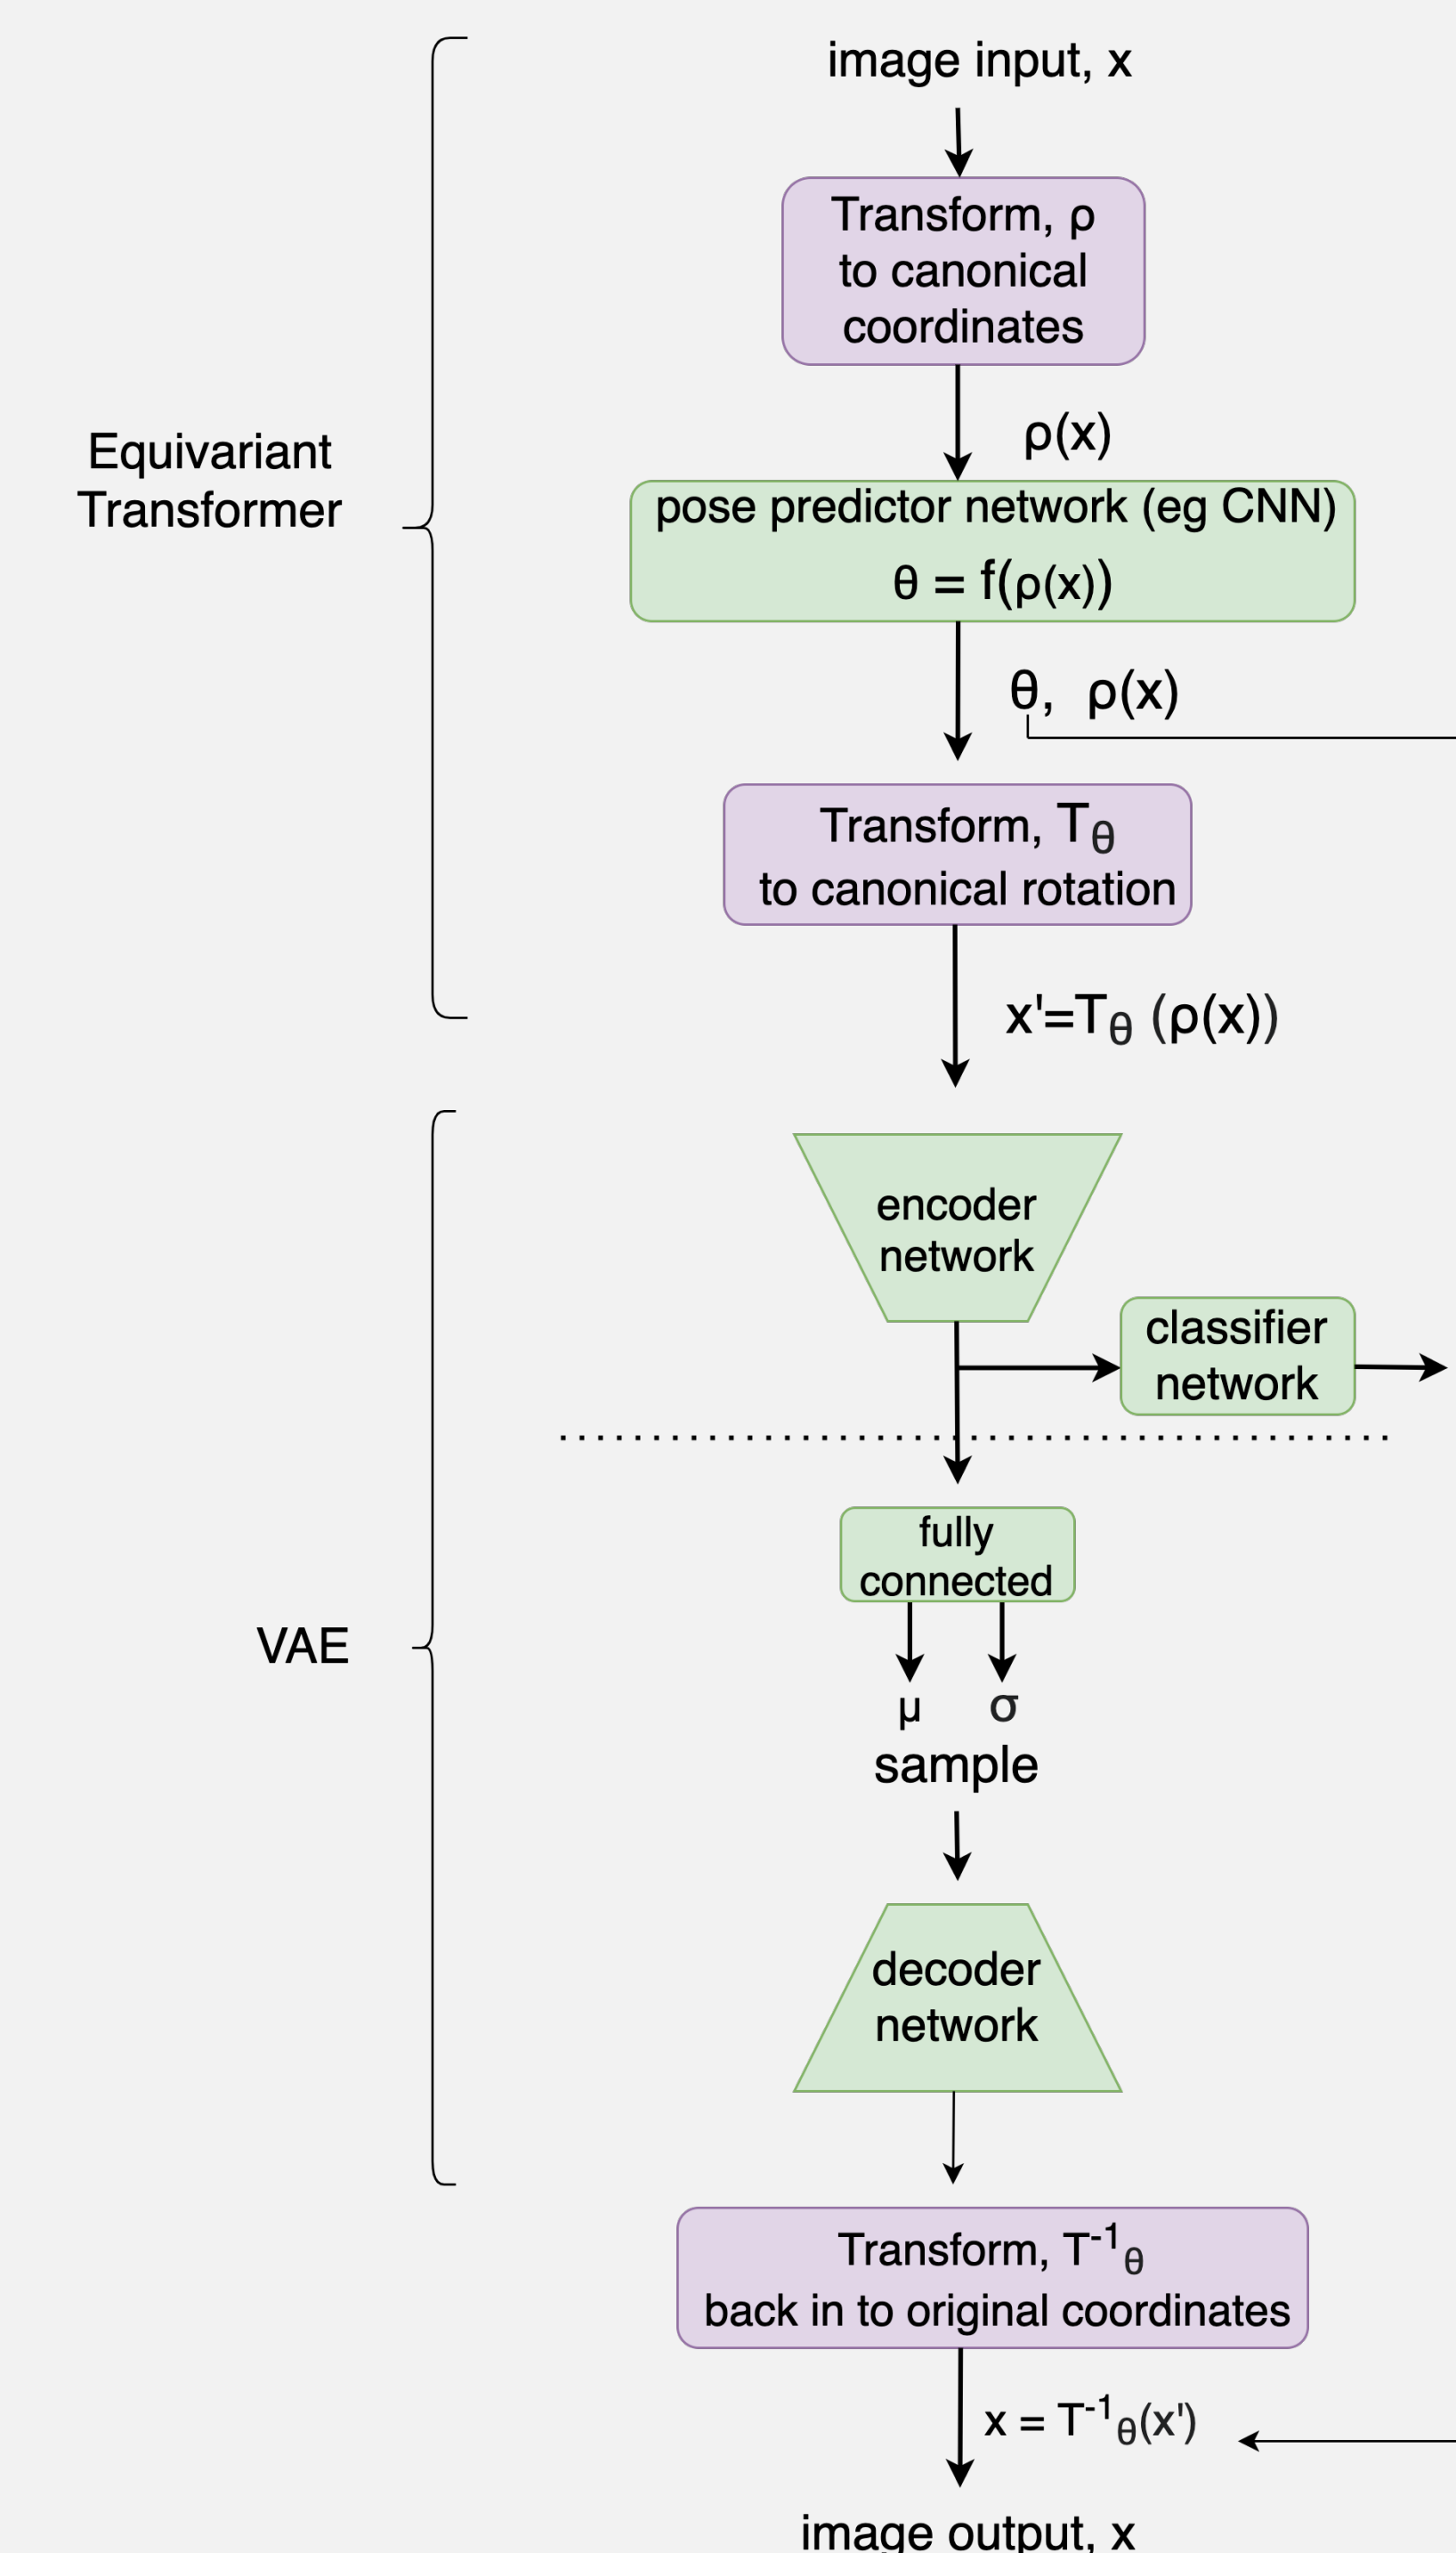 image input, x
Transform, ρ
to canonical
coordinates
ρ(x)
Equivariant
Transformer
pose predictor network (eg CNN)
θ = f(ρ(x))
θ, ρ(x)
Transform, Tθ
to canonical rotation
x'=Tθ (ρ(x))
encoder
network
classifier
network
fully
connected
VAE
μ σ
sample
decoder
network
Transform, T⁻¹θ
back in to original coordinates
x = T⁻¹θ(x')
image output, x